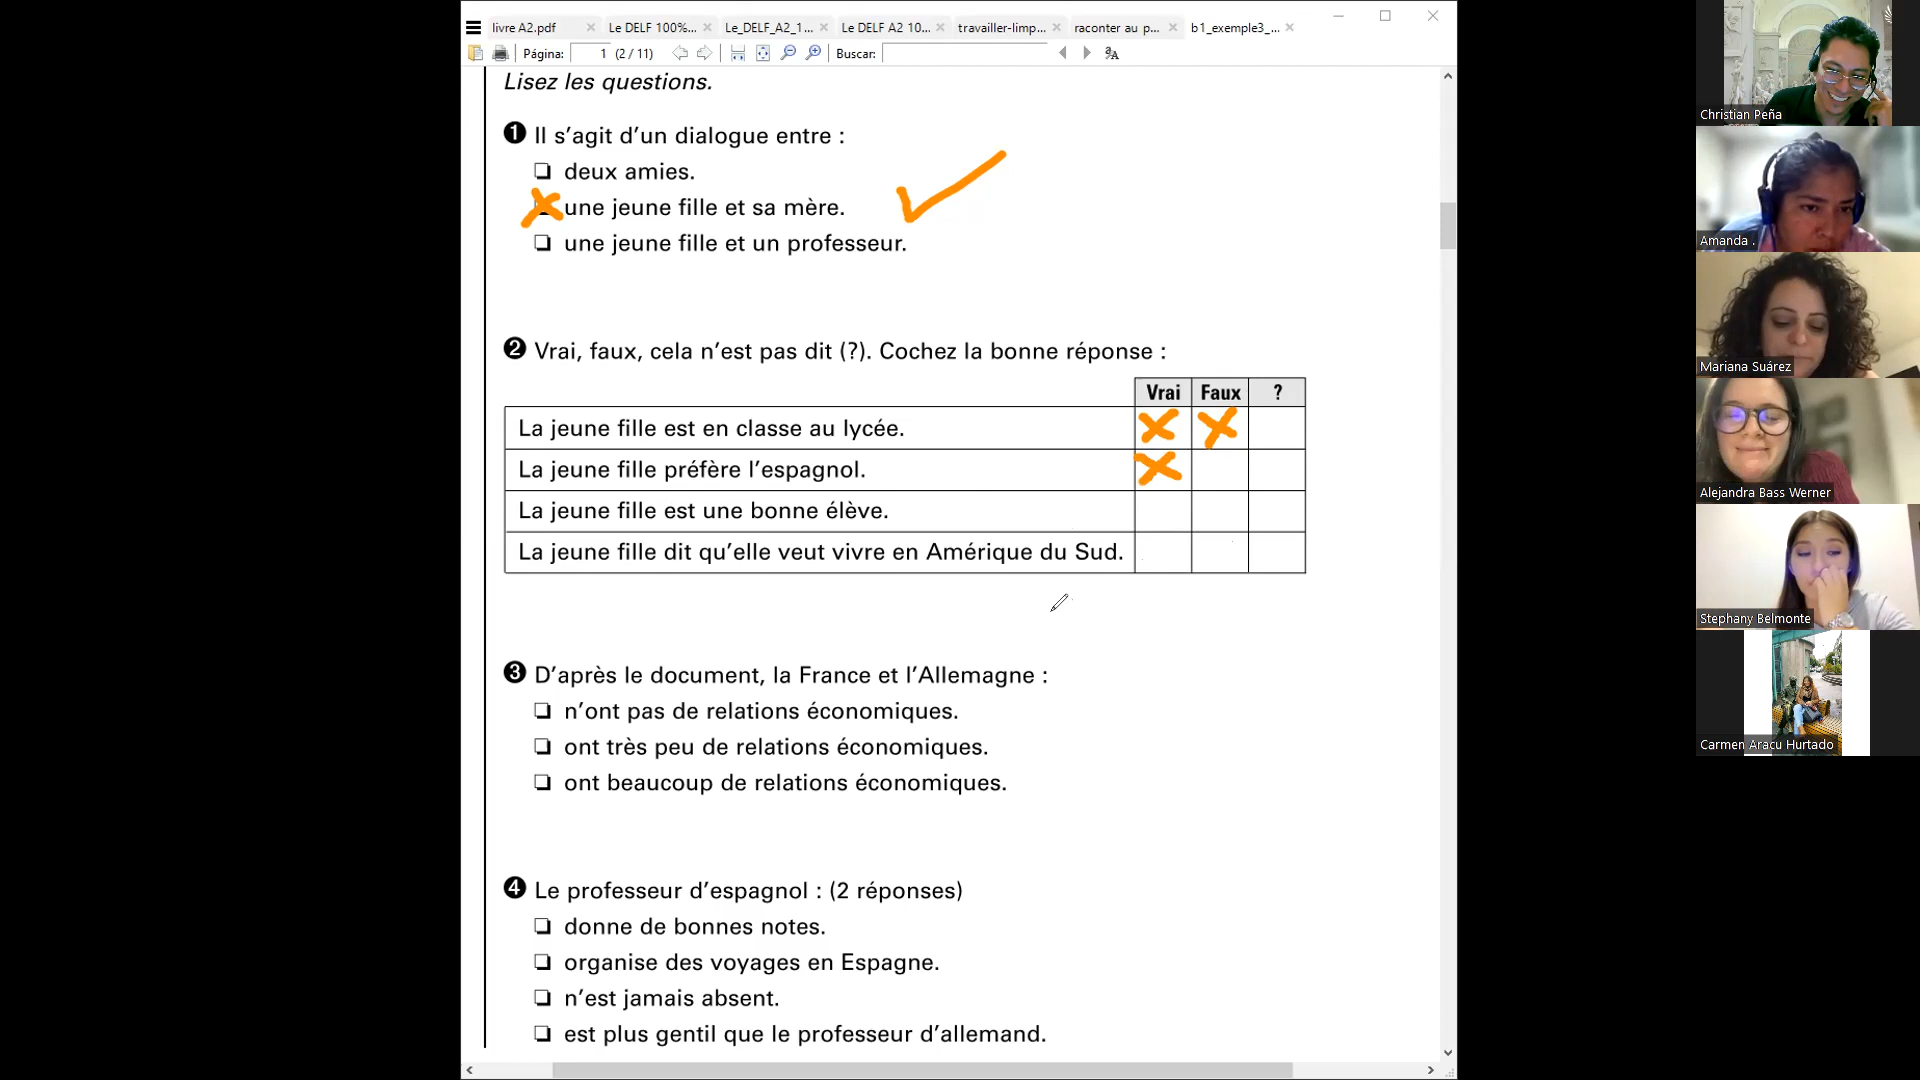 livre A2.pdf
Le DELF 100%...
Le_DELF_A2_1...
Le DELF A2 10...
travailler-limp...
raconter au p...
b1_exemple3_...
Página: 1 (2 / 11)
Buscar:
Lisez les questions.
1 Il s'agit d'un dialogue entre :
deux amies.
une jeune fille et sa mère.
une jeune fille et un professeur.
2 Vrai, faux, cela n'est pas dit (?). Cochez la bonne réponse :
Vrai Faux ?
La jeune fille est en classe au lycée.
La jeune fille préfère l'espagnol.
La jeune fille est une bonne élève.
La jeune fille dit qu'elle veut vivre en Amérique du Sud.
3 D'après le document, la France et l'Allemagne :
n'ont pas de relations économiques.
ont très peu de relations économiques.
ont beaucoup de relations économiques.
4 Le professeur d'espagnol : (2 réponses)
donne de bonnes notes.
organise des voyages en Espagne.
n'est jamais absent.
est plus gentil que le professeur d'allemand.
Christian Peña
Amanda .
Mariana Suárez
Alejandra Bass Werner
Stephany Belmonte
Carmen Aracu Hurtado